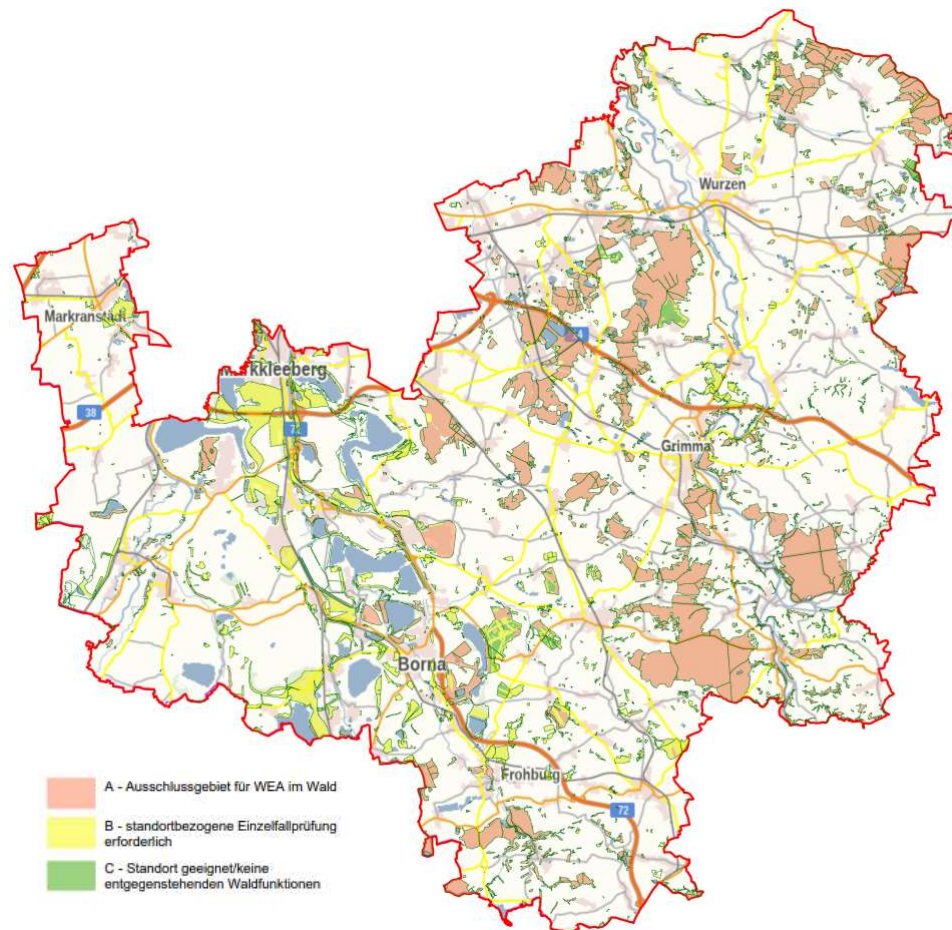 Wurzen
Markranstädt
Markkleeberg
14
38
72
Grimma
Borna
Frohburg
72
A - Ausschlussgebiet für WEA im Wald
B - standortbezogene Einzelfallprüfung
erforderlich
C - Standort geeignet/keine
entgegenstehenden Waldfunktionen